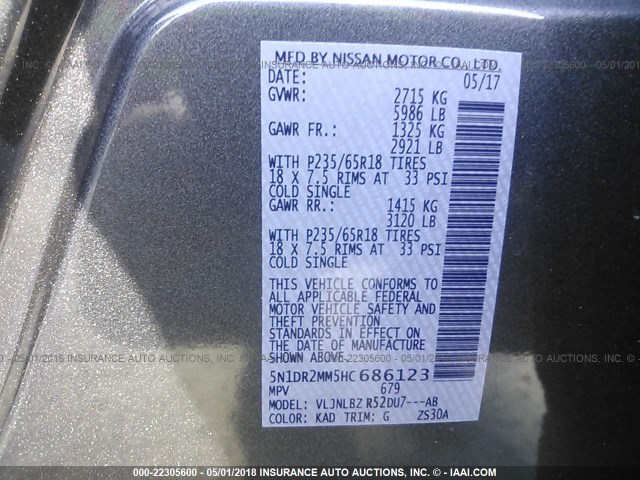 MFD BY NISSAN MOTOR CO., LTD.
DATE: 05/17
GVWR: 2715 KG
5986 LB
GAWR FR.: 1325 KG
2921 LB
WITH P235/65R18 TIRES
18 X 7.5 RIMS AT 33 PSI
COLD SINGLE
GAWR RR.: 1415 KG
3120 LB
WITH P235/65R18 TIRES
18 X 7.5 RIMS AT 33 PSI
COLD SINGLE
THIS VEHICLE CONFORMS TO
ALL APPLICABLE FEDERAL
MOTOR VEHICLE SAFETY AND
THEFT PREVENTION
STANDARDS IN EFFECT ON
THE DATE OF MANUFACTURE
SHOWN ABOVE.
5N1DR2MM5HC686123
MPV 679
MODEL: VLJNLBZ R52DU7---AB
COLOR: KAD TRIM: G ZS30A
000-22305600 - 05/01/2018 INSURANCE AUTO AUCTIONS, INC. - IAAI.COM